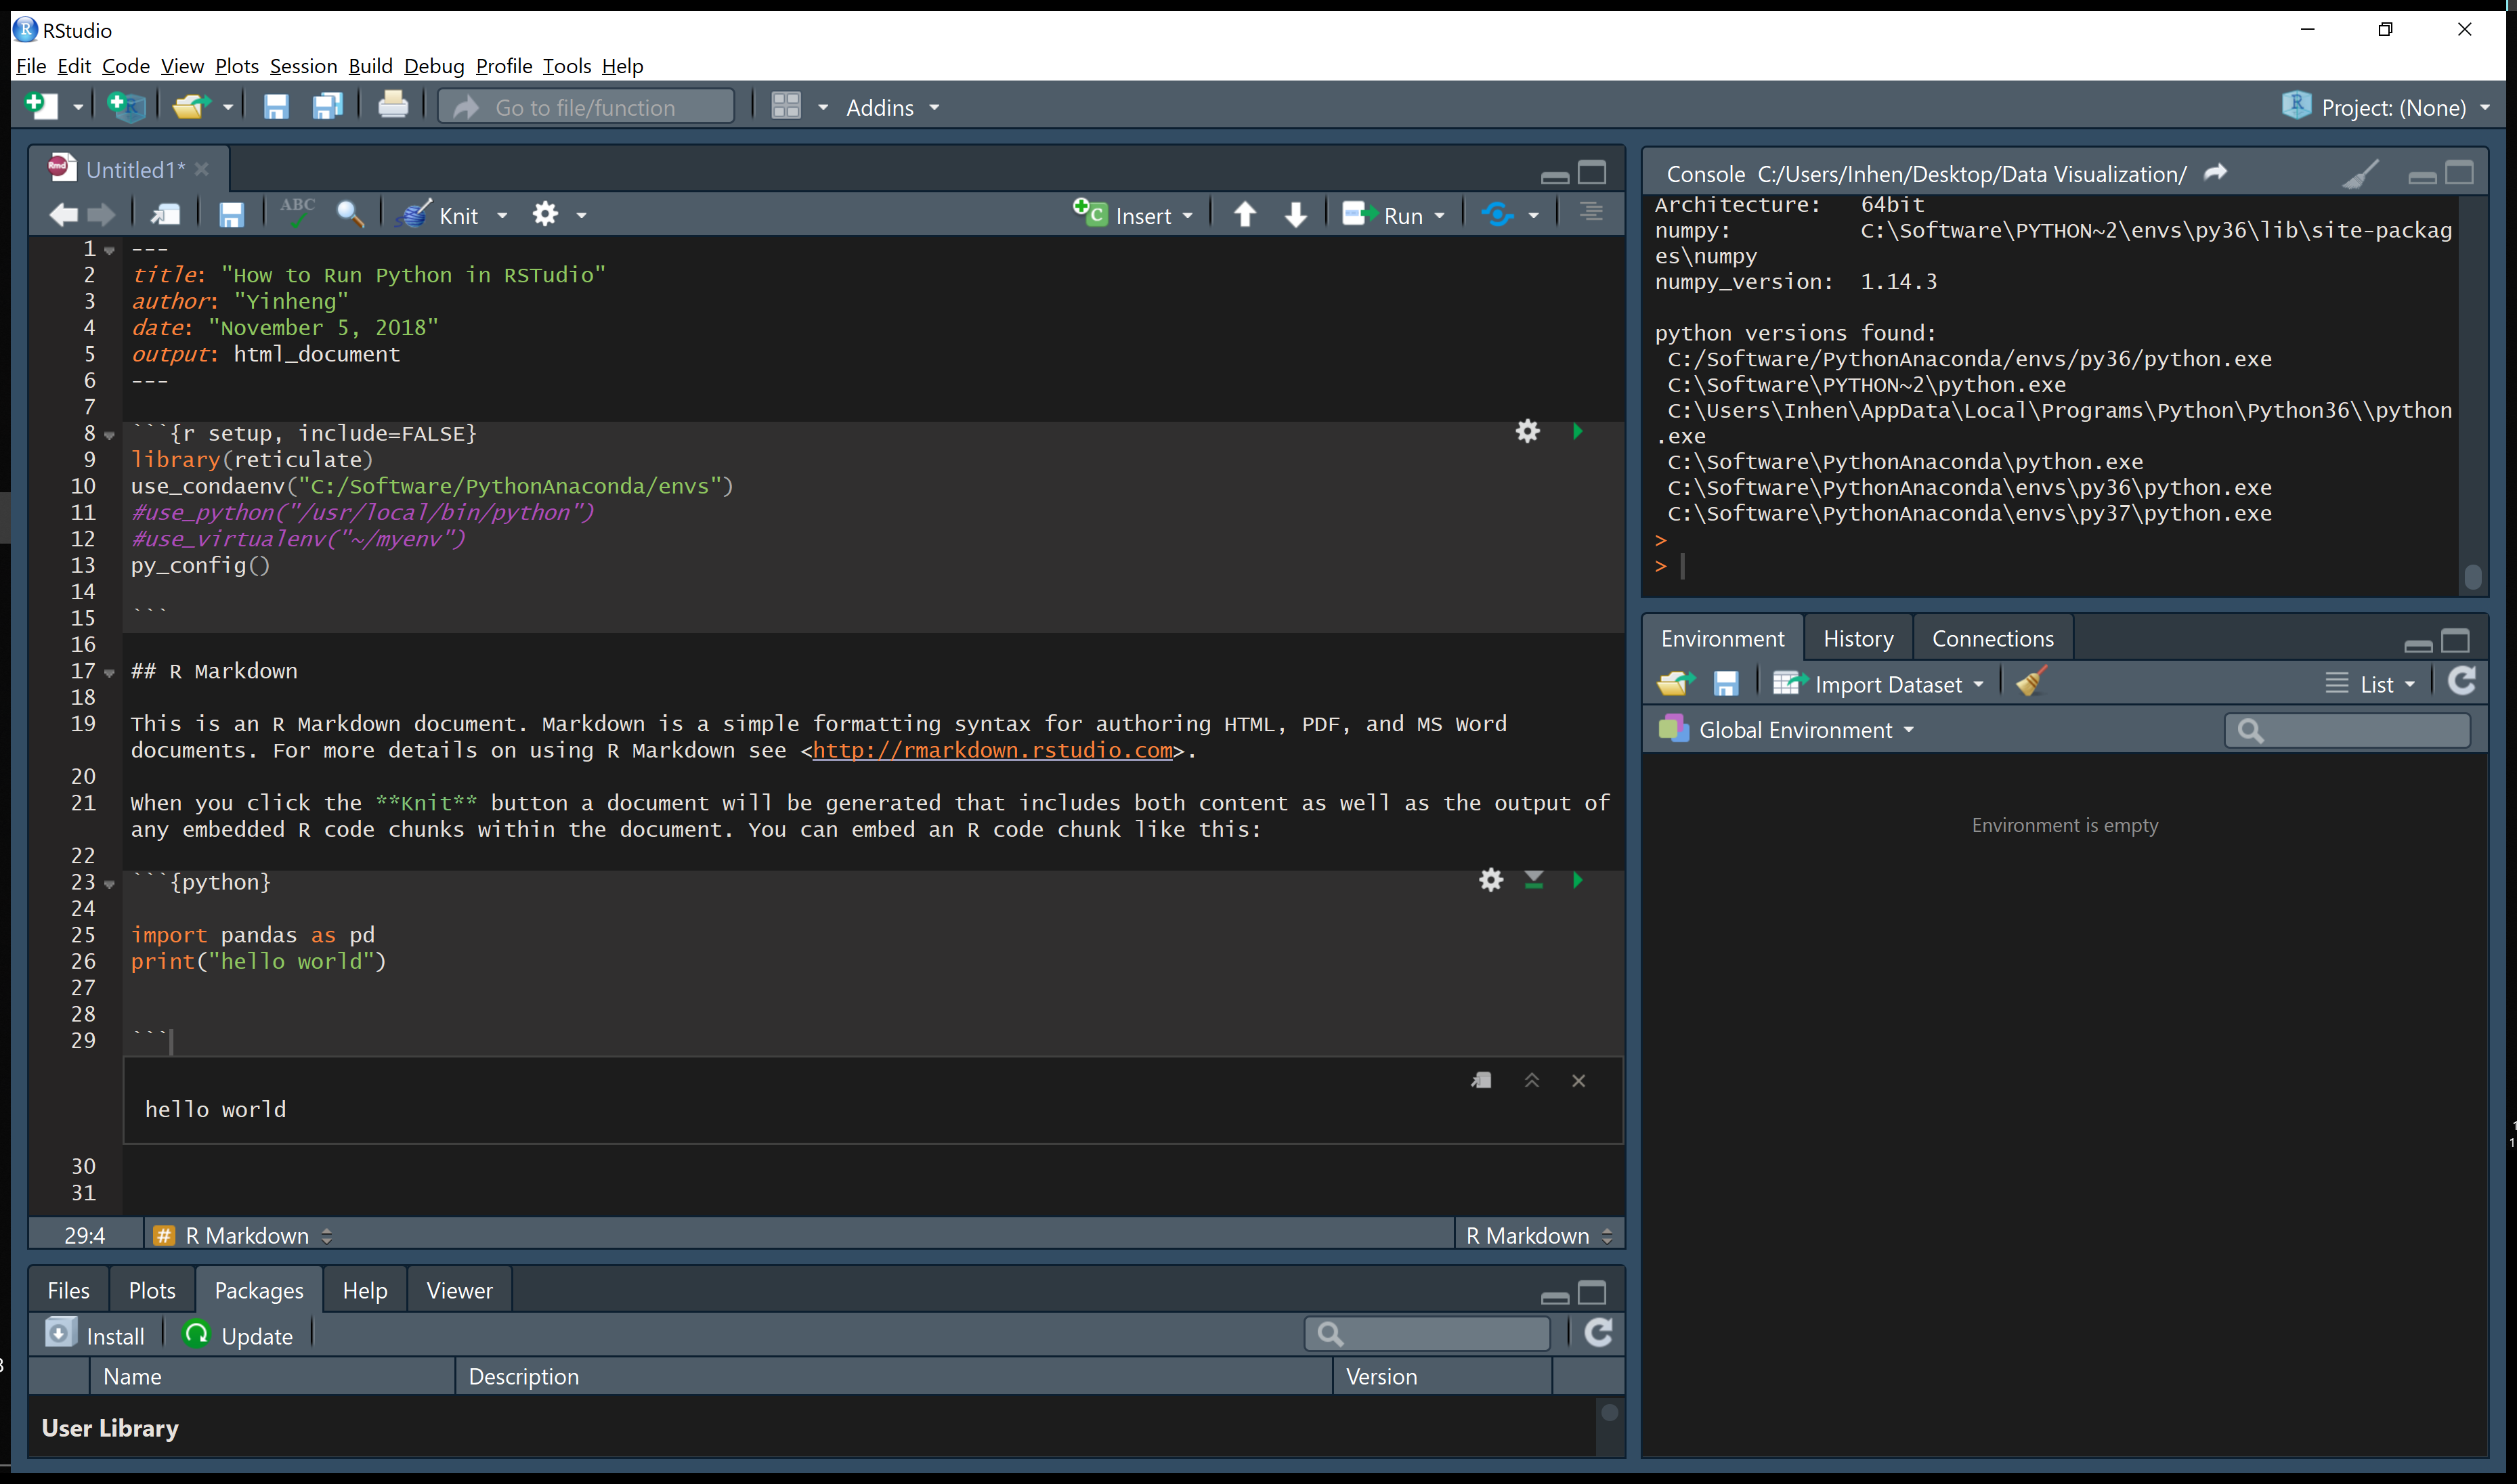 RStudio
File Edit Code View Plots Session Build Debug Profile Tools Help
Go to file/function
Addins
Project: (None)
Untitled1*
ABC
Knit
Insert
Run
1 ---
2 title: "How to Run Python in RSTudio"
3 author: "Yinheng"
4 date: "November 5, 2018"
5 output: html_document
6 ---
7
8 ```{r setup, include=FALSE}
9 library(reticulate)
10 use_condaenv("C:/Software/PythonAnaconda/envs")
11 #use_python("/usr/local/bin/python")
12 #use_virtualenv("~/myenv")
13 py_config()
14
15 ```
16
17 ## R Markdown
18
19 This is an R Markdown document. Markdown is a simple formatting syntax for authoring HTML, PDF, and MS Word
documents. For more details on using R Markdown see <http://rmarkdown.rstudio.com>.
20
21 When you click the **Knit** button a document will be generated that includes both content as well as the output of
any embedded R code chunks within the document. You can embed an R code chunk like this:
22
23 ```{python}
24
25 import pandas as pd
26 print("hello world")
27
28
29 ```
hello world
30
31
29:4 # R Markdown R Markdown
Files Plots Packages Help Viewer
Install Update
Name Description Version
User Library
Console C:/Users/Inhen/Desktop/Data Visualization/
Architecture: 64bit
numpy: C:\Software\PYTHON~2\envs\py36\lib\site-packag
es\numpy
numpy_version: 1.14.3
python versions found:
C:/Software/PythonAnaconda/envs/py36/python.exe
C:\Software\PYTHON~2\python.exe
C:\Users\Inhen\AppData\Local\Programs\Python\Python36\\python
.exe
C:\Software\PythonAnaconda\python.exe
C:\Software\PythonAnaconda\envs\py36\python.exe
C:\Software\PythonAnaconda\envs\py37\python.exe
>
>
Environment History Connections
Import Dataset List
Global Environment
Environment is empty